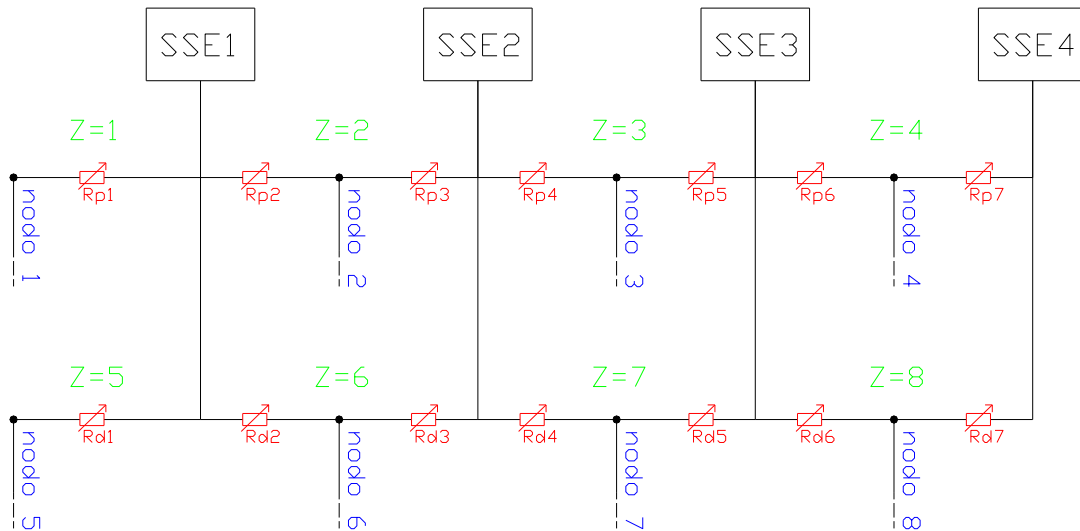 SSE1 SSE2 SSE3 SSE4
Z=1 Z=2 Z=3 Z=4
Rp1 Rp2 Rp3 Rp4 Rp5 Rp6 Rp7
nodo 1
nodo 2
nodo 3
nodo 4
Z=5 Z=6 Z=7 Z=8
Rd1 Rd2 Rd3 Rd4 Rd5 Rd6 Rd7
nodo 5
nodo 6
nodo 7
nodo 8